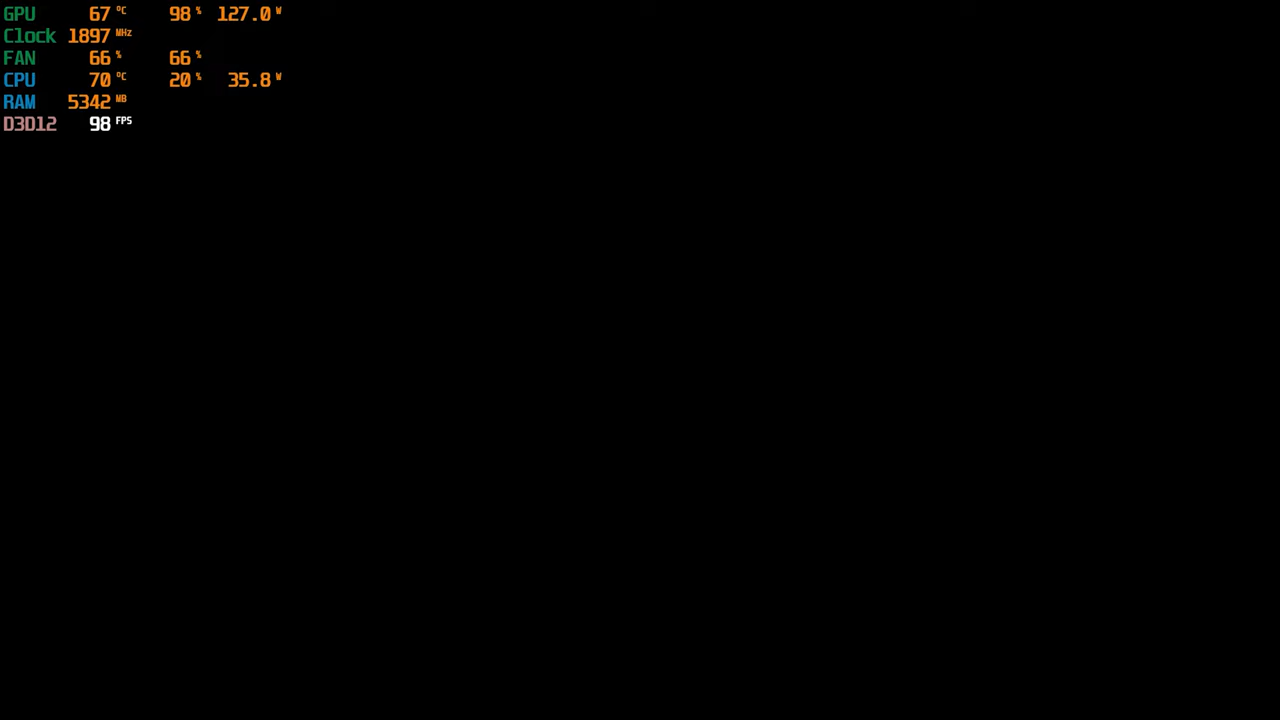 GPU 67 °C 98 % 127.0 W
Clock 1897 MHz
FAN 66 % 66 %
CPU 70 °C 20 % 35.8 W
RAM 5342 MB
D3D12 98 FPS